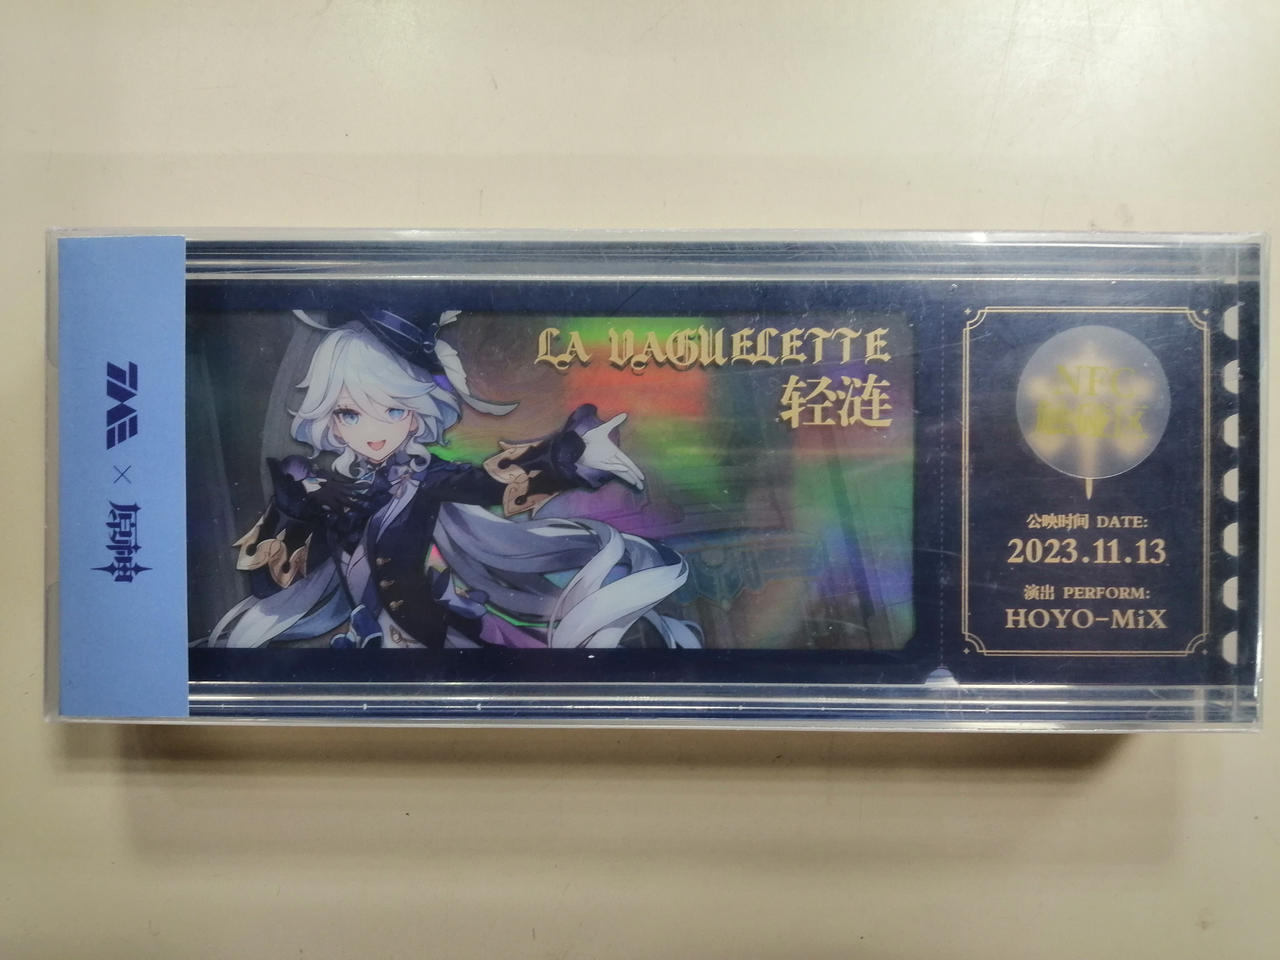 TME
×
原神
LA VAGUELETTE
轻涟
NFC
公映时间 DATE:
2023.11.13
演出 PERFORM:
HOYO-MiX